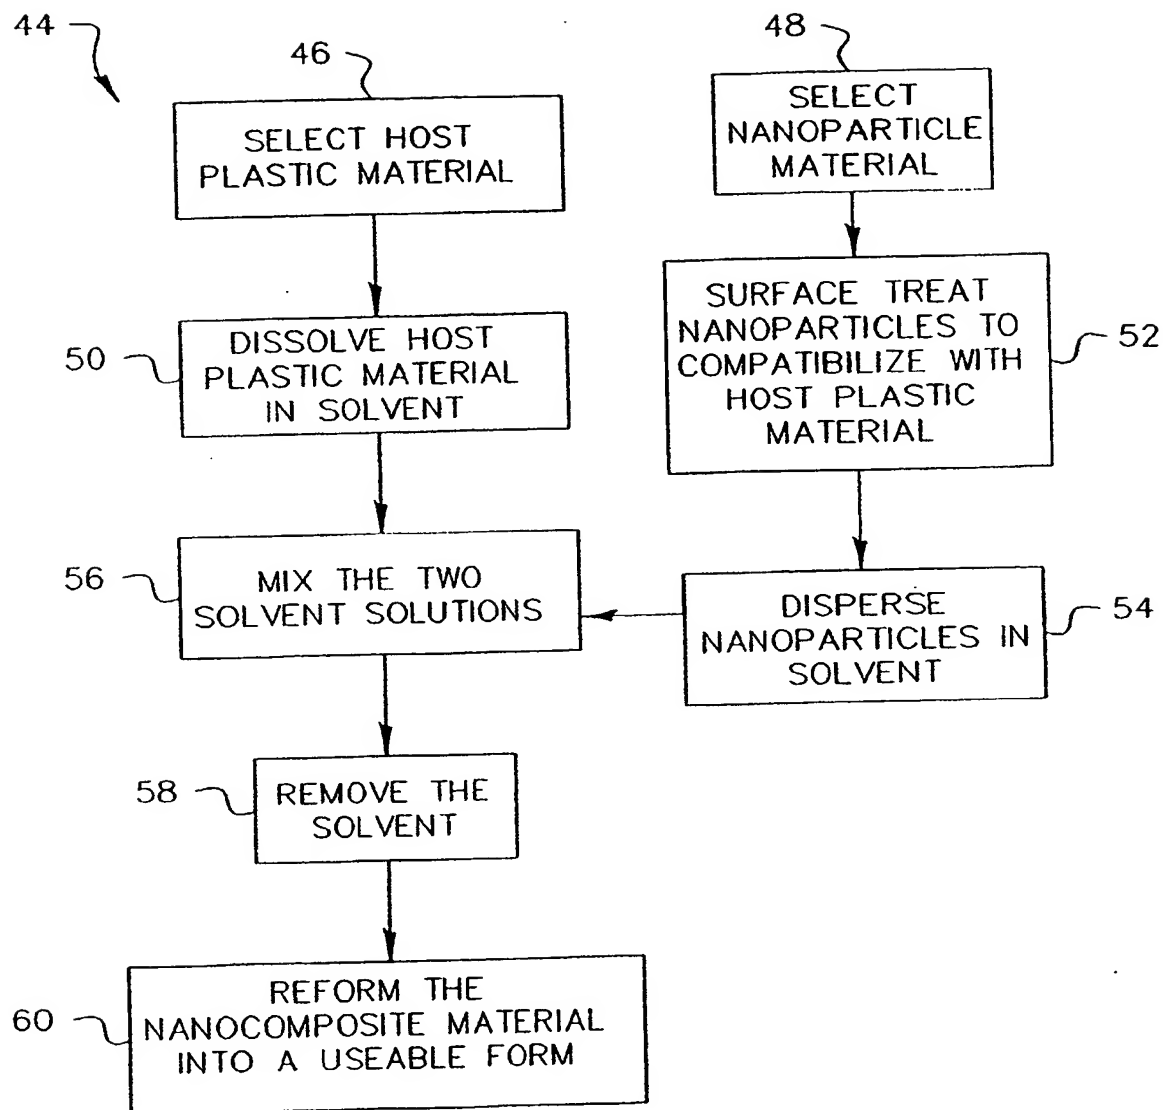 44
46
SELECT HOST
PLASTIC MATERIAL
48
SELECT
NANOPARTICLE
MATERIAL
50
DISSOLVE HOST
PLASTIC MATERIAL
IN SOLVENT
SURFACE TREAT
NANOPARTICLES TO
COMPATIBILIZE WITH
HOST PLASTIC
MATERIAL
52
56
MIX THE TWO
SOLVENT SOLUTIONS
DISPERSE
NANOPARTICLES IN
SOLVENT
54
58
REMOVE THE
SOLVENT
60
REFORM THE
NANOCOMPOSITE MATERIAL
INTO A USEABLE FORM